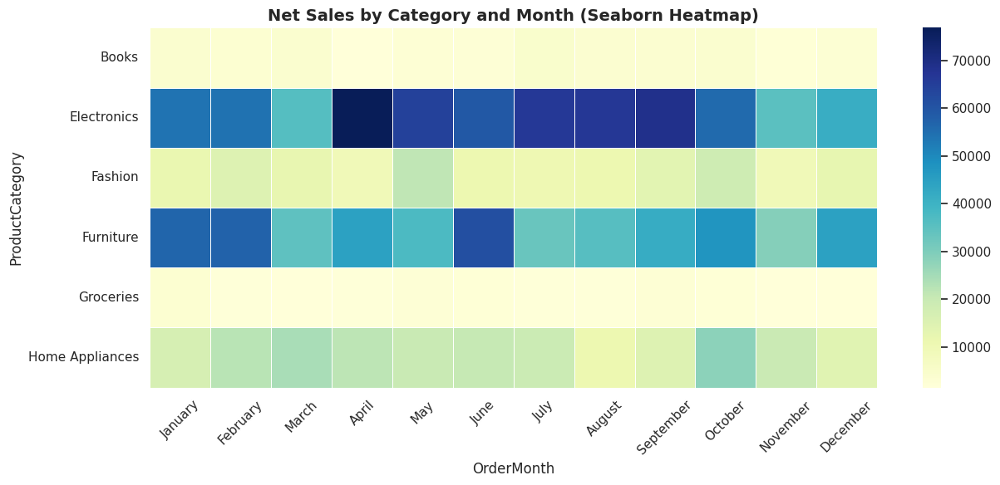 Net Sales by Category and Month (Seaborn Heatmap)
ProductCategory
Books
Electronics
Fashion
Furniture
Groceries
Home Appliances
January
February
March
April
May
June
July
August
September
October
November
December
OrderMonth
70000
60000
50000
40000
30000
20000
10000